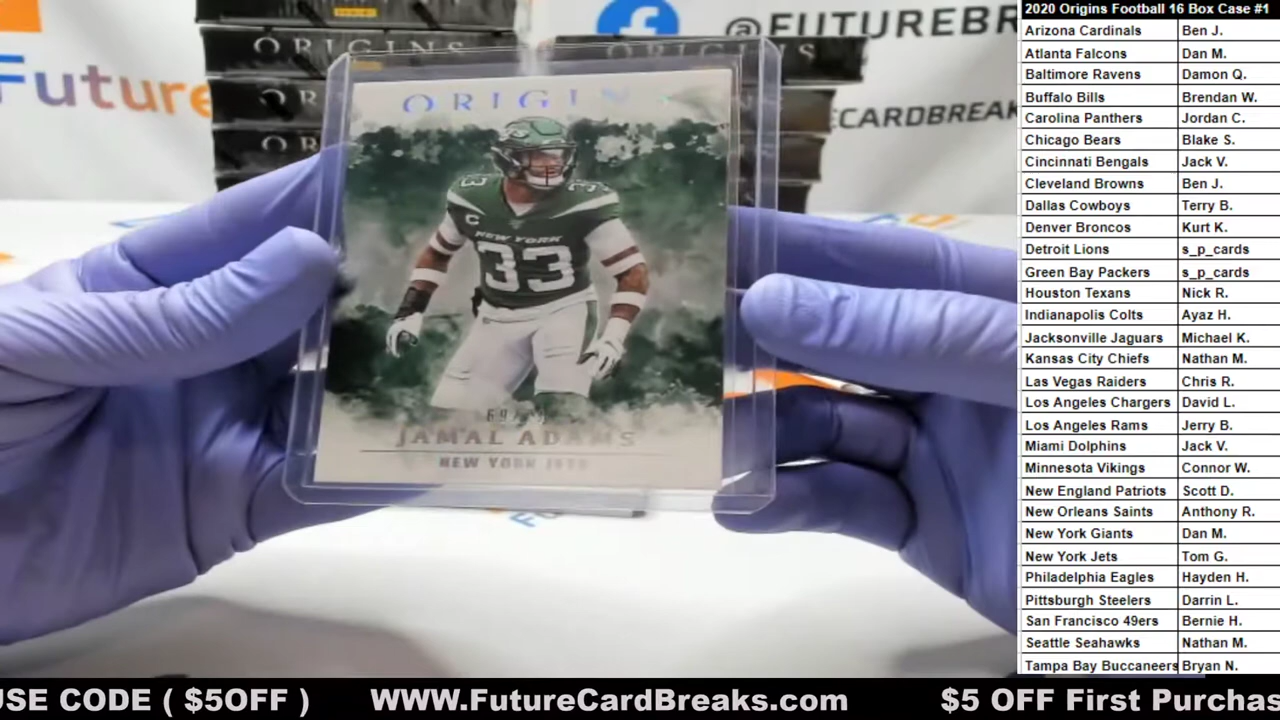 @FUTUREBR
Future
ECARDBREAK
ORIGINS
ORIGINS
ORIGIN
C
33
NEW YORK
33
JAMAL ADAMS
NEW YORK JETS
2020 Origins Football 16 Box Case #1
Arizona Cardinals Ben J.
Atlanta Falcons Dan M.
Baltimore Ravens Damon Q.
Buffalo Bills Brendan W.
Carolina Panthers Jordan C.
Chicago Bears Blake S.
Cincinnati Bengals Jack V.
Cleveland Browns Ben J.
Dallas Cowboys Terry B.
Denver Broncos Kurt K.
Detroit Lions s_p_cards
Green Bay Packers s_p_cards
Houston Texans Nick R.
Indianapolis Colts Ayaz H.
Jacksonville Jaguars Michael K.
Kansas City Chiefs Nathan M.
Las Vegas Raiders Chris R.
Los Angeles Chargers David L.
Los Angeles Rams Jerry B.
Miami Dolphins Jack V.
Minnesota Vikings Connor W.
New England Patriots Scott D.
New Orleans Saints Anthony R.
New York Giants Dan M.
New York Jets Tom G.
Philadelphia Eagles Hayden H.
Pittsburgh Steelers Darrin L.
San Francisco 49ers Bernie H.
Seattle Seahawks Nathan M.
Tampa Bay Buccaneers Bryan N.
USE CODE ( $5OFF ) WWW.FutureCardBreaks.com $5 OFF First Purchas